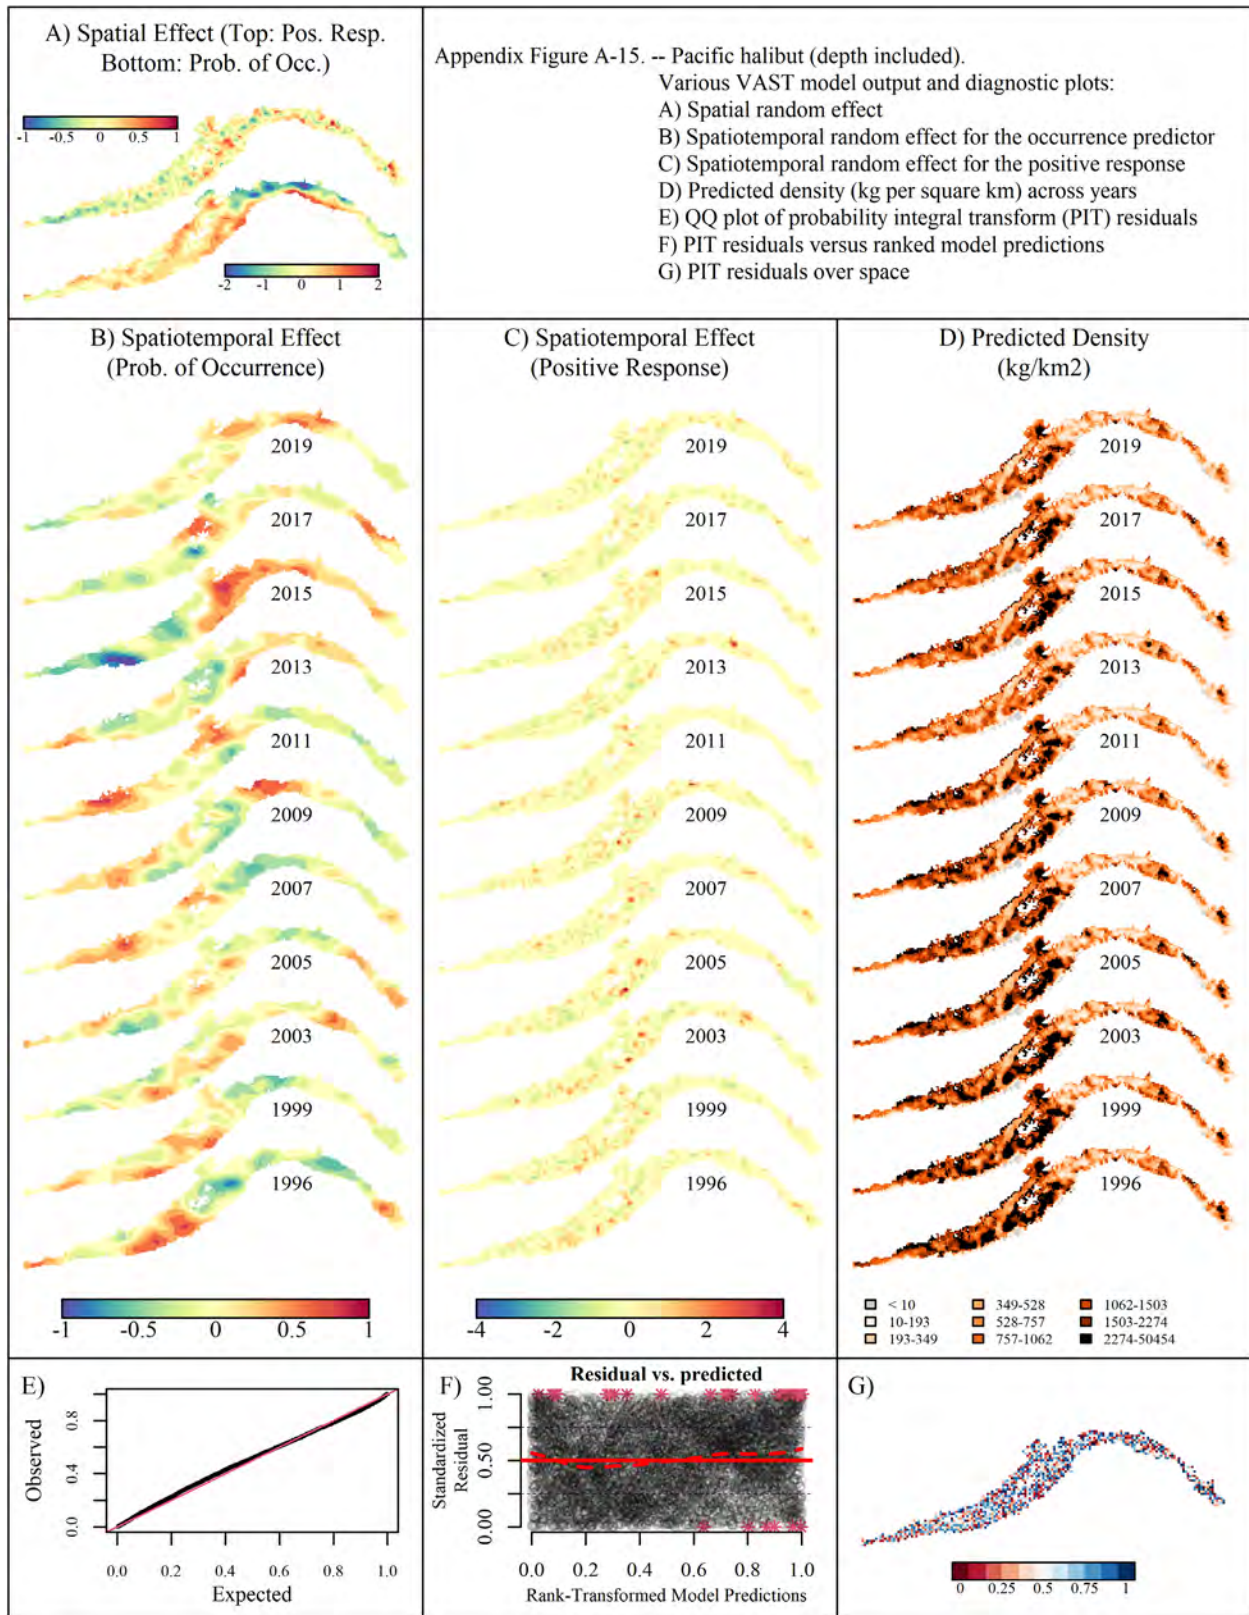 A) Spatial Effect (Top: Pos. Resp.
Bottom: Prob. of Occ.)
-1 -0.5 0 0.5 1
-2 -1 0 1 2
Appendix Figure A-15. -- Pacific halibut (depth included).
Various VAST model output and diagnostic plots:
A) Spatial random effect
B) Spatiotemporal random effect for the occurrence predictor
C) Spatiotemporal random effect for the positive response
D) Predicted density (kg per square km) across years
E) QQ plot of probability integral transform (PIT) residuals
F) PIT residuals versus ranked model predictions
G) PIT residuals over space
B) Spatiotemporal Effect
(Prob. of Occurrence)
2019
2017
2015
2013
2011
2009
2007
2005
2003
1999
1996
-1 -0.5 0 0.5 1
C) Spatiotemporal Effect
(Positive Response)
2019
2017
2015
2013
2011
2009
2007
2005
2003
1999
1996
-4 -2 0 2 4
D) Predicted Density
(kg/km2)
2019
2017
2015
2013
2011
2009
2007
2005
2003
1999
1996
< 10 349-528 1062-1503
10-193 528-757 1503-2274
193-349 757-1062 2274-50454
E)
Observed
0.8
0.4
0.0
0.0 0.2 0.4 0.6 0.8 1.0
Expected
F)
Residual vs. predicted
Standardized
Residual
1.00
0.50
0.00
0.0 0.2 0.4 0.6 0.8 1.0
Rank-Transformed Model Predictions
G)
0 0.25 0.5 0.75 1